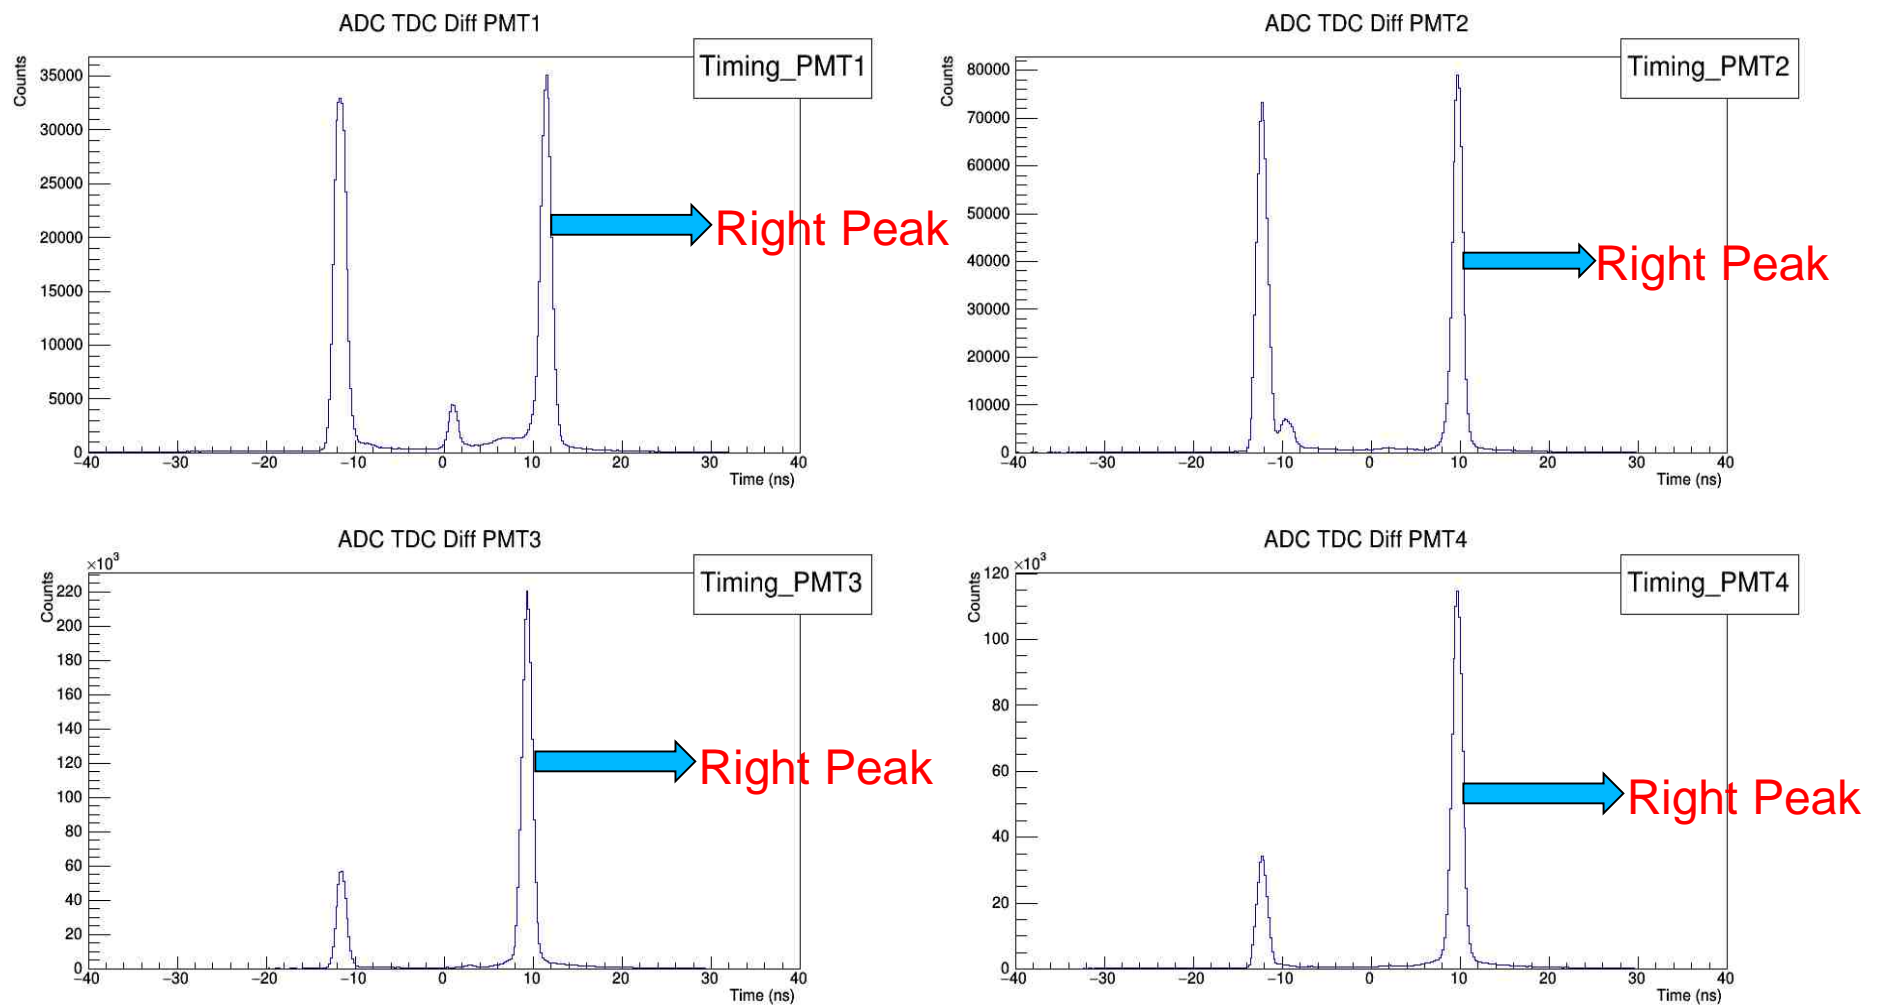 ADC TDC Diff PMT1
Timing_PMT1
Counts
35000
30000
25000
20000
15000
10000
5000
0
Right Peak
−40 −30 −20 −10 0 10 20 30 40
Time (ns)
ADC TDC Diff PMT2
Timing_PMT2
Counts
80000
70000
60000
50000
40000
30000
20000
10000
0
Right Peak
−40 −30 −20 −10 0 10 20 30 40
Time (ns)
ADC TDC Diff PMT3
×10³
Timing_PMT3
Counts
220
200
180
160
140
120
100
80
60
40
20
0
Right Peak
−40 −30 −20 −10 0 10 20 30 40
Time (ns)
ADC TDC Diff PMT4
×10³
Timing_PMT4
Counts
120
100
80
60
40
20
0
Right Peak
−40 −30 −20 −10 0 10 20 30 40
Time (ns)